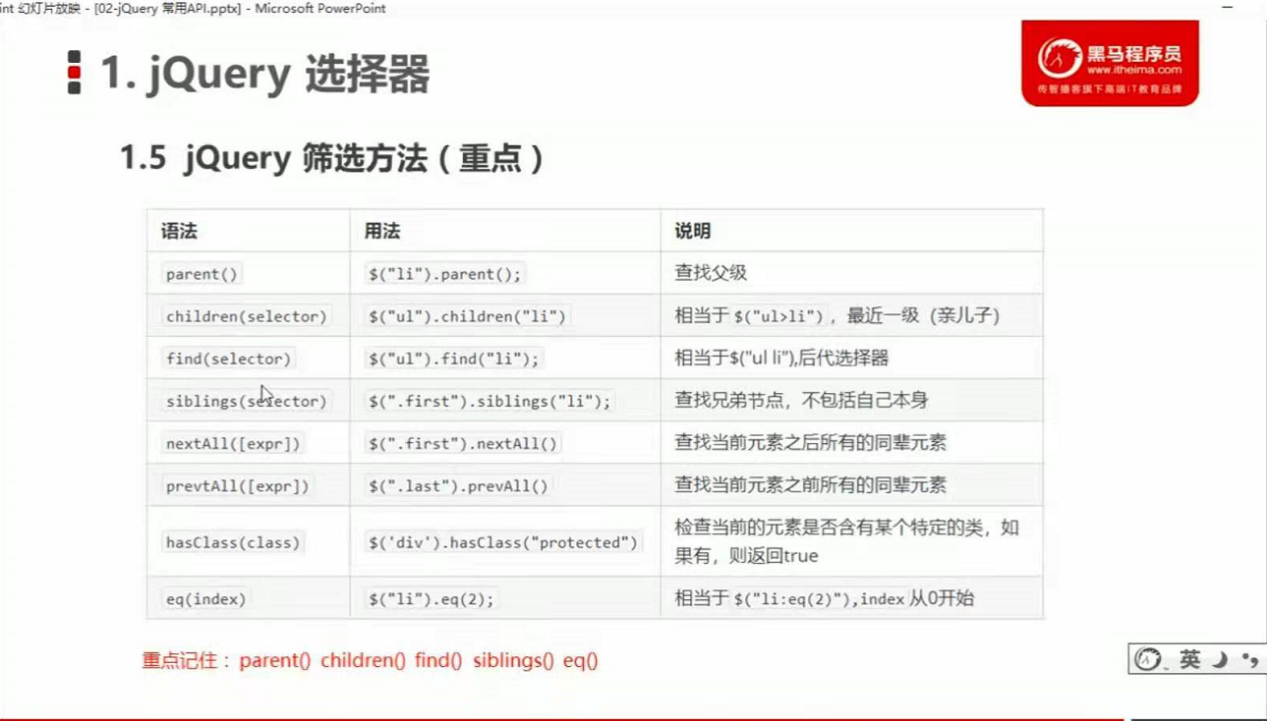 nt 幻灯片放映 - [02-jQuery 常用API.pptx] - Microsoft PowerPoint
黑马程序员
www.itheima.com
传智播客旗下高端IT教育品牌
1. jQuery 选择器
1.5 jQuery 筛选方法（重点）
语法 用法 说明
parent() $("li").parent(); 查找父级
children(selector) $("ul").children("li") 相当于 $("ul>li")，最近一级（亲儿子）
find(selector) $("ul").find("li"); 相当于$("ul li"),后代选择器
siblings(selector) $(".first").siblings("li"); 查找兄弟节点，不包括自己本身
nextAll([expr]) $(".first").nextAll() 查找当前元素之后所有的同辈元素
prevtAll([expr]) $(".last").prevAll() 查找当前元素之前所有的同辈元素
hasClass(class) $('div').hasClass("protected") 检查当前的元素是否含有某个特定的类，如
果有，则返回true
eq(index) $("li").eq(2); 相当于 $("li:eq(2)"),index 从0开始
重点记住： parent() children() find() siblings() eq()
英